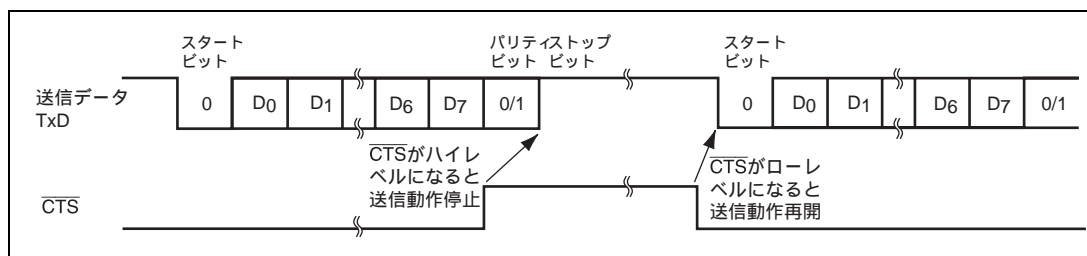 スタート
ビット
パリティ
ビット
ストップ
ビット
スタート
ビット
送信データ
TxD
0 D0 D1 D6 D7 0/1
0 D0 D1 D6 D7 0/1
CTSがハイレ
ベルになると
送信動作停止
CTSがローレ
ベルになると
送信動作再開
CTS